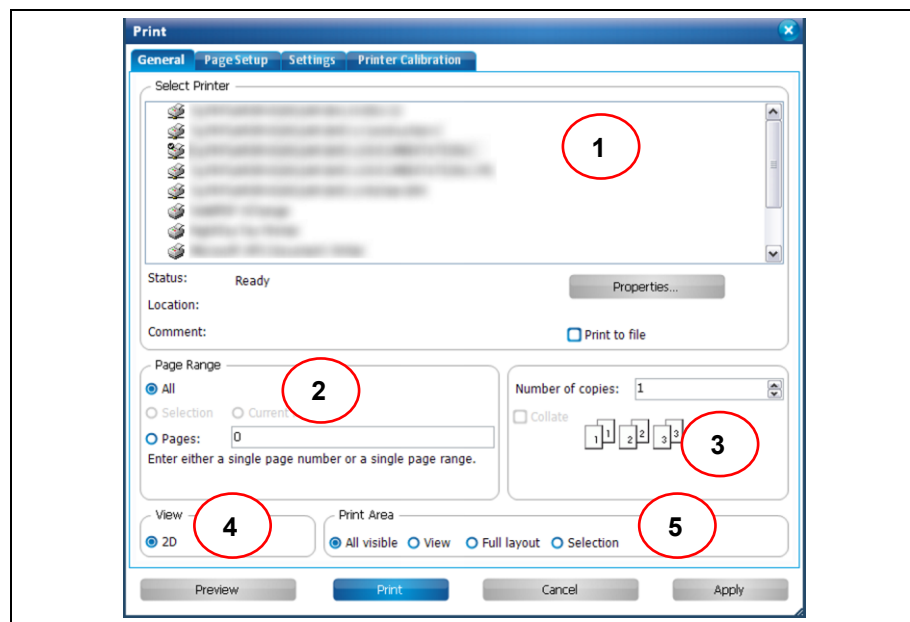 Print
General Page Setup Settings Printer Calibration
Select Printer
1
Status: Ready
Properties...
Location:
Comment:
Print to file
Page Range
All
2
Selection Current
Pages: 0
Enter either a single page number or a single page range.
Number of copies: 1
Collate
1 1 2 2 3 3
3
View
4
2D
Print Area
5
All visible View Full layout Selection
Preview Print Cancel Apply